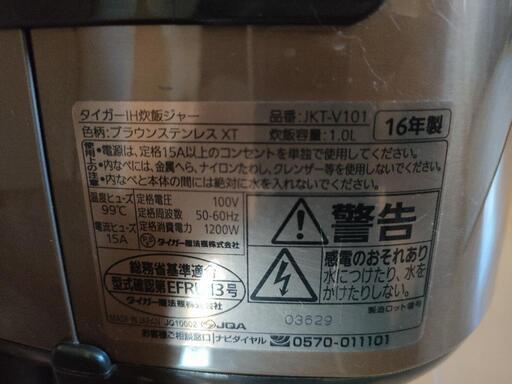 タイガーIH炊飯ジャー 品番:JKT-V101
色柄:ブラウンステンレス XT 炊飯容量:1.0L
16年製
使用上の注意
●電源は、定格15A以上のコンセントを単独で使用してください。
●内なべには、金属へら、ナイロンたわし、クレンザー等を使用しないでください。
●内なべと本体の間には絶対に水を入れないでください。
温度ヒューズ 99℃
電流ヒューズ 15A
定格電圧 100V
定格周波数 50-60Hz
定格消費電力 1200W
タイガー魔法瓶株式会社
総務省基準適合
型式確認第EFR 13号
タイガー魔法瓶株式会社
警告
感電のおそれあり
水につけたり、水を
かけたりしない。
03629
製造ロット番号
MADE IN JAPAN JQ10002 JQA
お客様ご相談窓口 ナビダイヤル 0570-011101